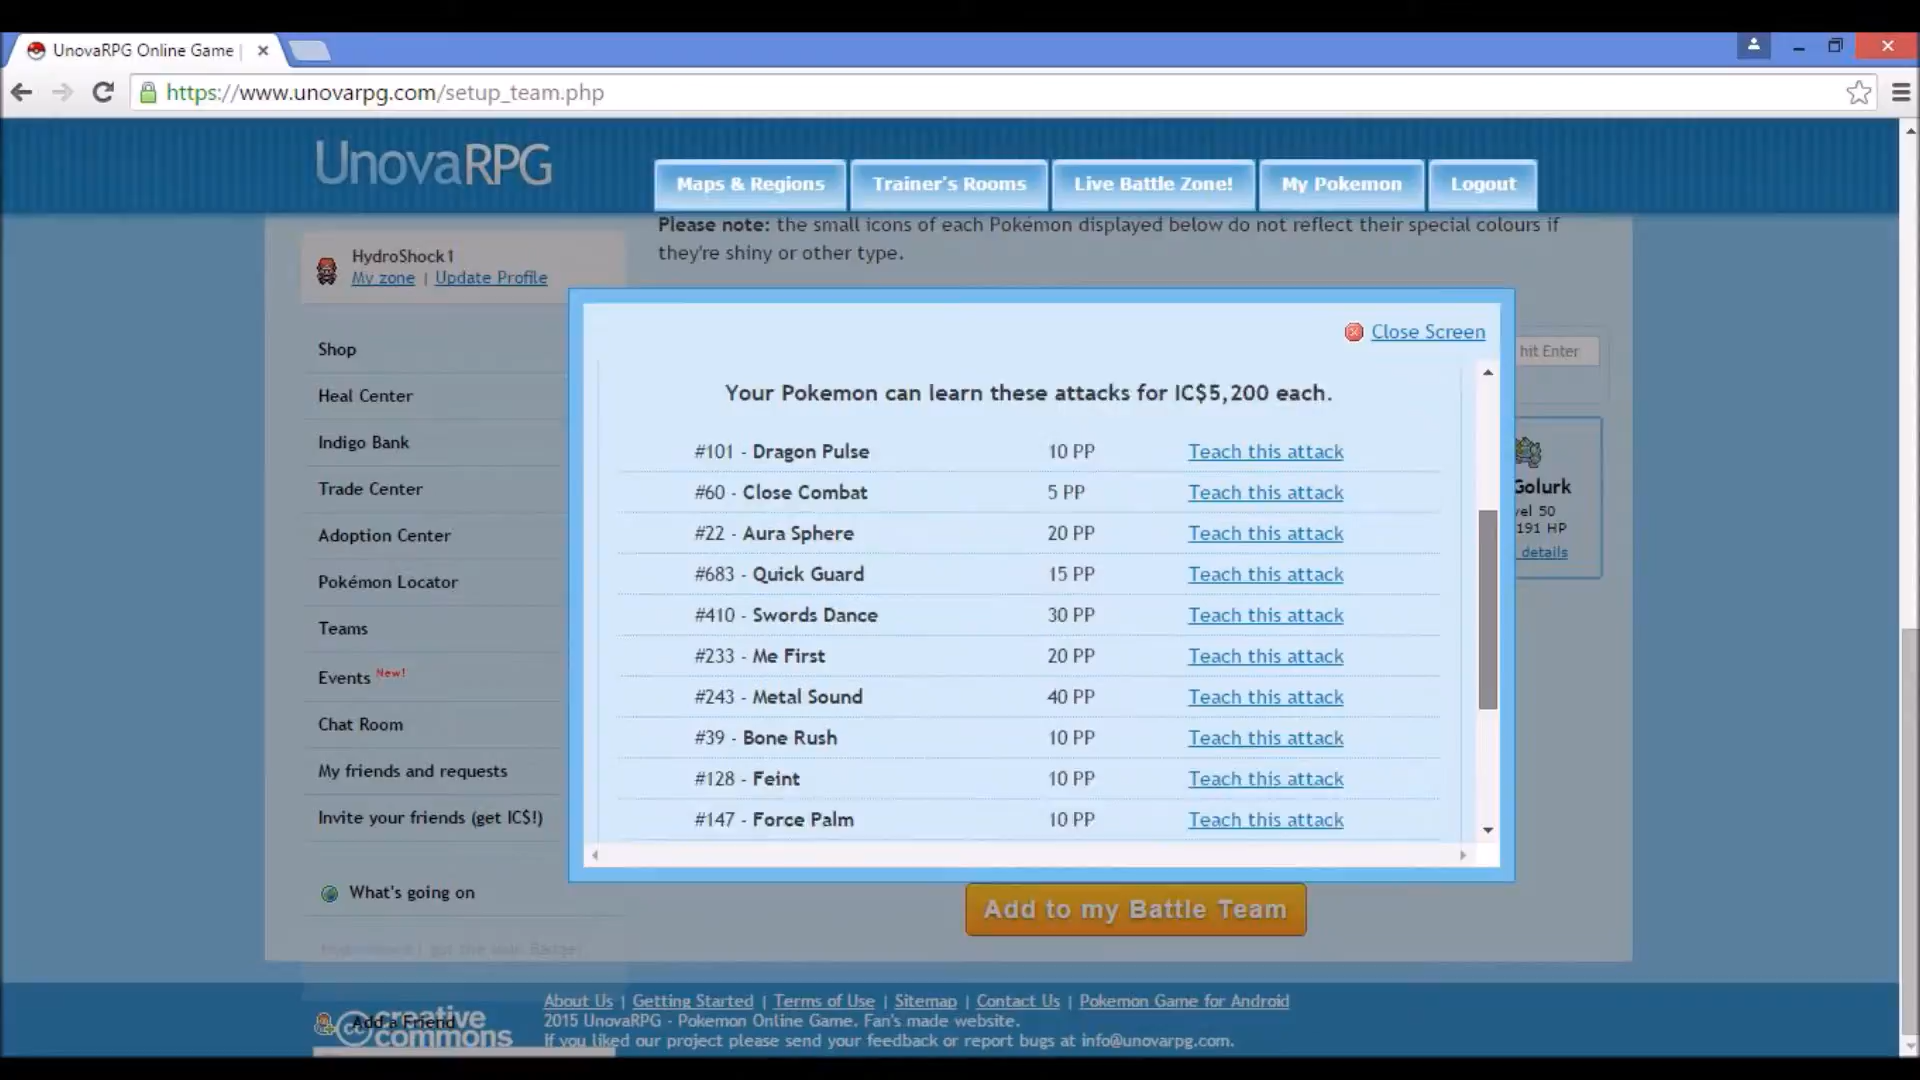 UnovaRPG Online Game
https://www.unovarpg.com/setup_team.php
UnovaRPG
Maps & Regions
Trainer's Rooms
Live Battle Zone!
My Pokemon
Logout
Please note: the small icons of each Pokémon displayed below do not reflect their special colours if
they're shiny or other type.
HydroShock1
My zone | Update Profile
Shop
Heal Center
Indigo Bank
Trade Center
Adoption Center
Pokémon Locator
Teams
Events New!
Chat Room
My friends and requests
Invite your friends (get IC$!)
What's going on
Close Screen
Your Pokemon can learn these attacks for IC$5,200 each.
#101 - Dragon Pulse 10 PP Teach this attack
#60 - Close Combat 5 PP Teach this attack
#22 - Aura Sphere 20 PP Teach this attack
#683 - Quick Guard 15 PP Teach this attack
#410 - Swords Dance 30 PP Teach this attack
#233 - Me First 20 PP Teach this attack
#243 - Metal Sound 40 PP Teach this attack
#39 - Bone Rush 10 PP Teach this attack
#128 - Feint 10 PP Teach this attack
#147 - Force Palm 10 PP Teach this attack
hit Enter
Golurk
vel 50
191 HP
details
Add to my Battle Team
About Us | Getting Started | Terms of Use | Sitemap | Contact Us | Pokemon Game for Android
2015 UnovaRPG - Pokemon Online Game. Fan's made website.
If you liked our project please send your feedback or report bugs at info@unovarpg.com.
Add a Friend
creative
commons